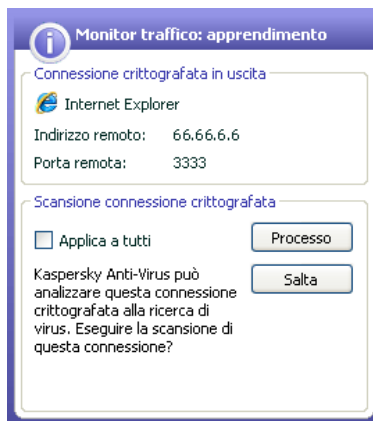 Monitor traffico: apprendimento
Connessione crittografata in uscita
Internet Explorer
Indirizzo remoto: 66.66.6.6
Porta remota: 3333
Scansione connessione crittografata
Applica a tutti
Processo
Kaspersky Anti-Virus può
analizzare questa connessione
crittografata alla ricerca di
virus. Eseguire la scansione di
questa connessione?
Salta